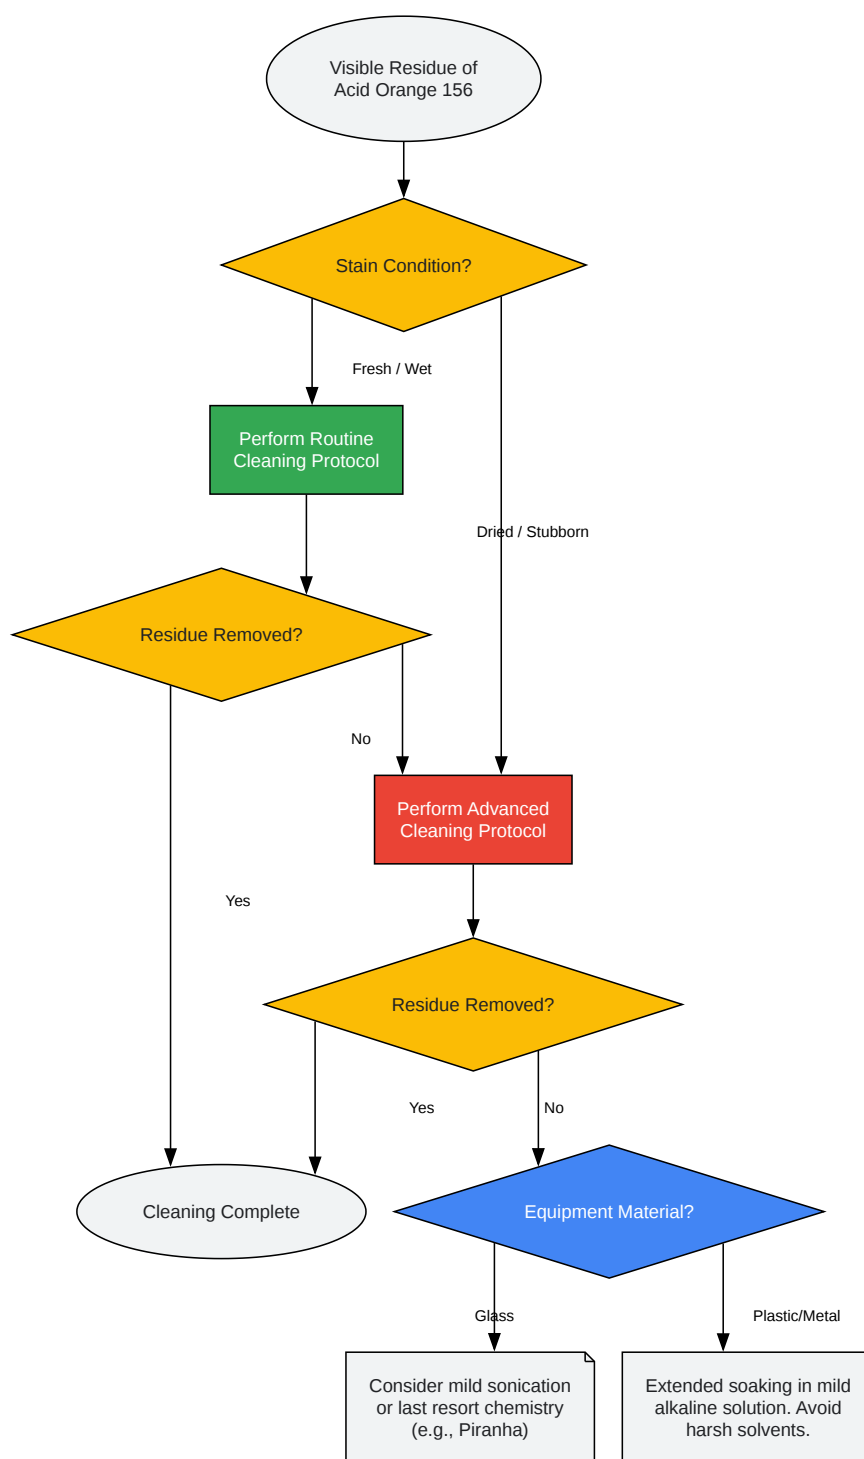 Visible Residue of
Acid Orange 156
Stain Condition?
Fresh / Wet
Perform Routine
Cleaning Protocol
Dried / Stubborn
Residue Removed?
No
Perform Advanced
Cleaning Protocol
Yes
Residue Removed?
Yes
No
Cleaning Complete
Equipment Material?
Glass
Plastic/Metal
Consider mild sonication
or last resort chemistry
(e.g., Piranha)
Extended soaking in mild
alkaline solution. Avoid
harsh solvents.